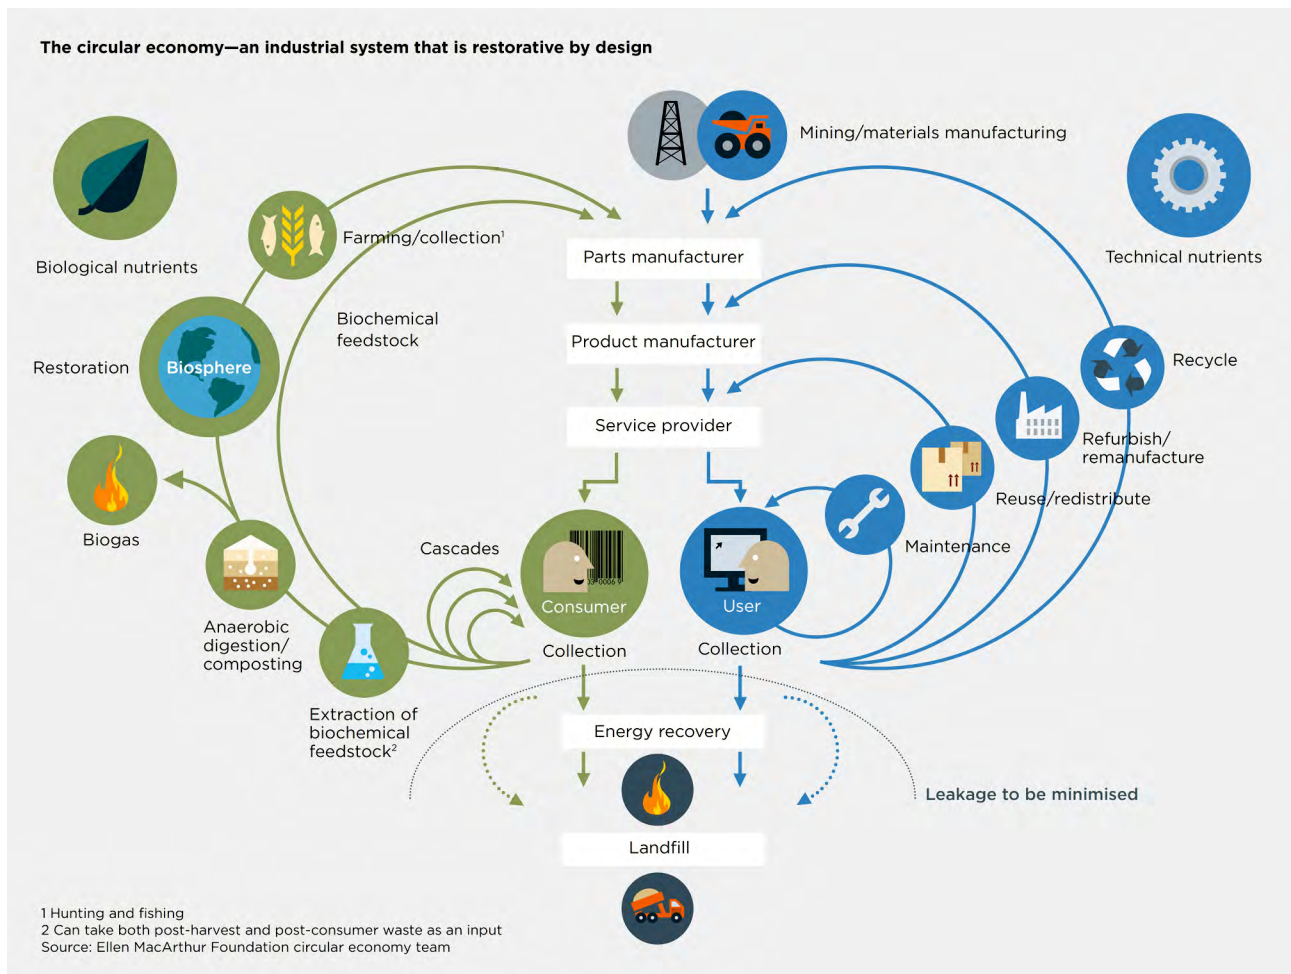 The circular economy—an industrial system that is restorative by design
Mining/materials manufacturing
Biological nutrients
Farming/collection¹
Technical nutrients
Parts manufacturer
Biochemical
feedstock
Product manufacturer
Restoration
Biosphere
Recycle
Service provider
Refurbish/
remanufacture
Reuse/redistribute
Biogas
Cascades
Maintenance
Consumer
User
Collection
Collection
Anaerobic
digestion/
composting
Extraction of
biochemical
feedstock²
Energy recovery
Leakage to be minimised
Landfill
1 Hunting and fishing
2 Can take both post-harvest and post-consumer waste as an input
Source: Ellen MacArthur Foundation circular economy team